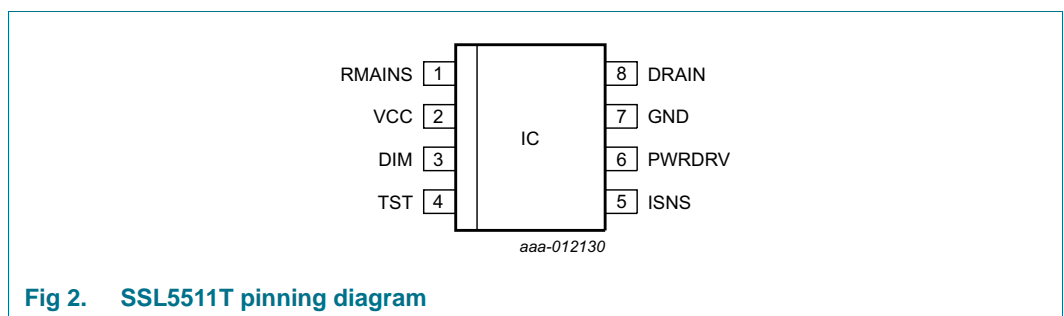 RMAINS 1 8 DRAIN
VCC 2 7 GND
IC
DIM 3 6 PWRDRV
TST 4 5 ISNS
aaa-012130
Fig 2. SSL5511T pinning diagram